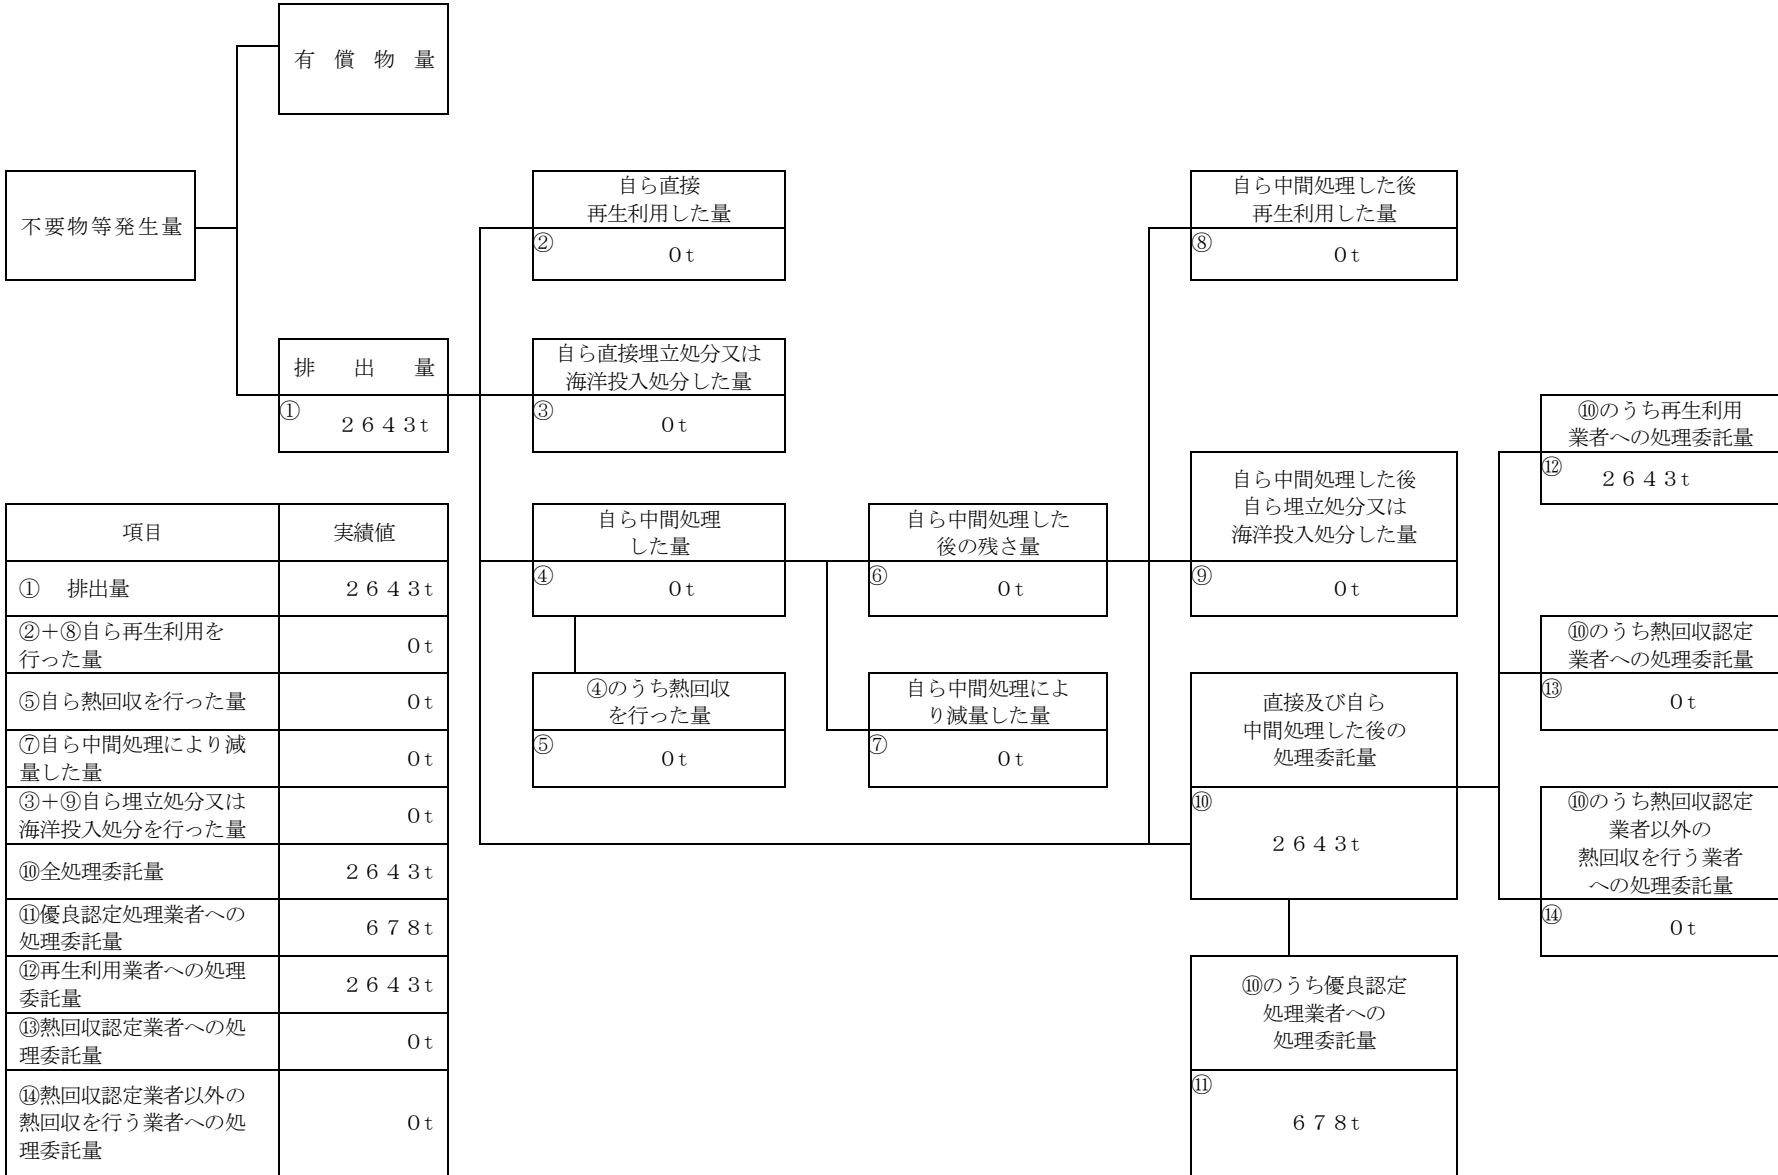 有　償　物　量
不要物等発生量
自ら直接
再生利用した量
②
０ｔ
自ら中間処理した後
再生利用した量
⑧
０ｔ
排　出　量
①
２６４３ｔ
自ら直接埋立処分又は
海洋投入処分した量
③
０ｔ
⑩のうち再生利用
業者への処理委託量
⑫
２６４３ｔ
自ら中間処理
した量
④
０ｔ
自ら中間処理した
後の残さ量
⑥
０ｔ
自ら中間処理した後
自ら埋立処分又は
海洋投入処分した量
⑨
０ｔ
⑩のうち熱回収認定
業者への処理委託量
⑬
０ｔ
④のうち熱回収
を行った量
⑤
０ｔ
自ら中間処理によ
り減量した量
⑦
０ｔ
直接及び自ら
中間処理した後の
処理委託量
⑩
２６４３ｔ
⑩のうち熱回収認定
業者以外の
熱回収を行う業者
への処理委託量
⑭
０ｔ
⑩のうち優良認定
処理業者への
処理委託量
⑪
６７８ｔ
項目　実績値
①　排出量　２６４３ｔ
②＋⑧自ら再生利用を
行った量
０ｔ
⑤自ら熱回収を行った量　０ｔ
⑦自ら中間処理により減
量した量
０ｔ
③＋⑨自ら埋立処分又は
海洋投入処分を行った量
０ｔ
⑩全処理委託量　２６４３ｔ
⑪優良認定処理業者への
処理委託量
６７８ｔ
⑫再生利用業者への処理
委託量
２６４３ｔ
⑬熱回収認定業者への処
理委託量
０ｔ
⑭熱回収認定業者以外の
熱回収を行う業者への処
理委託量
０ｔ